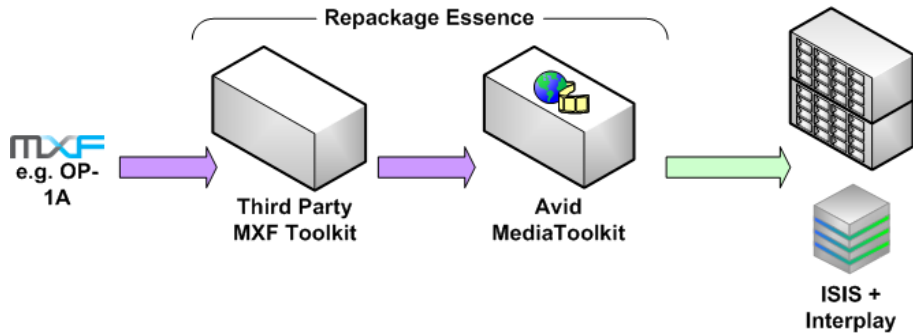 Repackage Essence
MXF
e.g. OP-
1A
Third Party
MXF Toolkit
Avid
MediaToolkit
ISIS +
Interplay